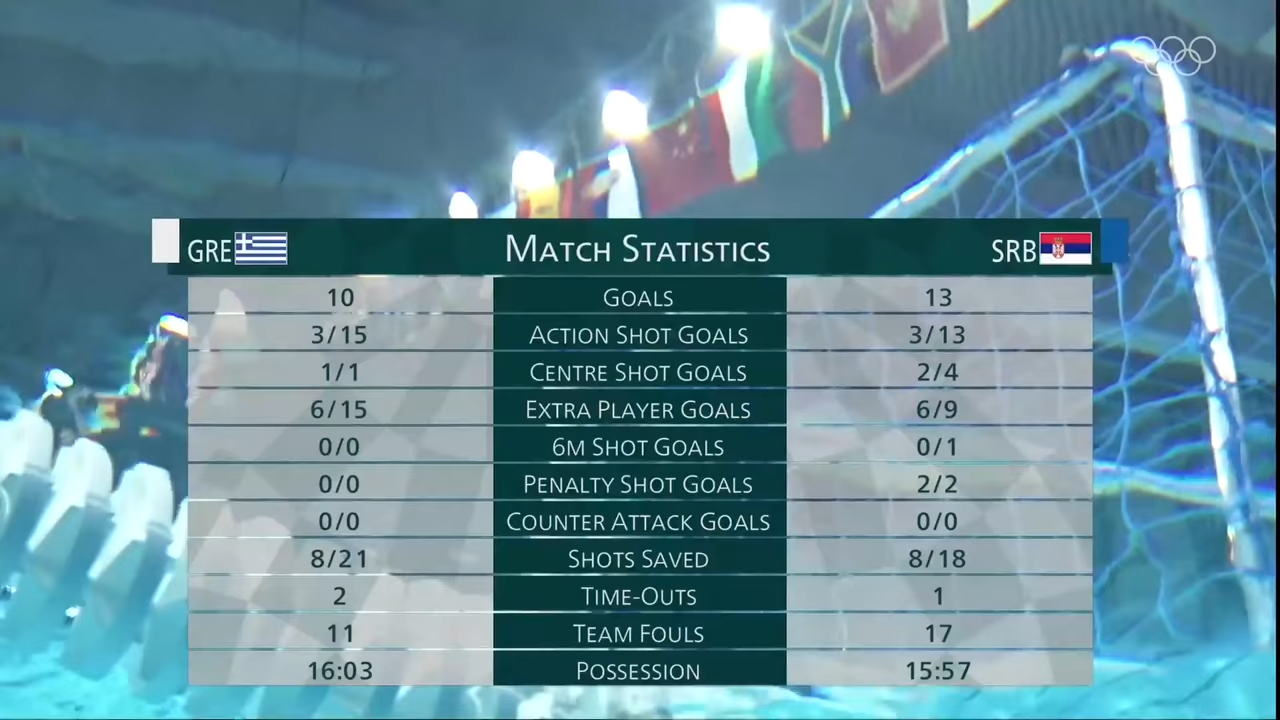 GRE MATCH STATISTICS SRB
10 GOALS 13
3/15 ACTION SHOT GOALS 3/13
1/1 CENTRE SHOT GOALS 2/4
6/15 EXTRA PLAYER GOALS 6/9
0/0 6M SHOT GOALS 0/1
0/0 PENALTY SHOT GOALS 2/2
0/0 COUNTER ATTACK GOALS 0/0
8/21 SHOTS SAVED 8/18
2 TIME-OUTS 1
11 TEAM FOULS 17
16:03 POSSESSION 15:57